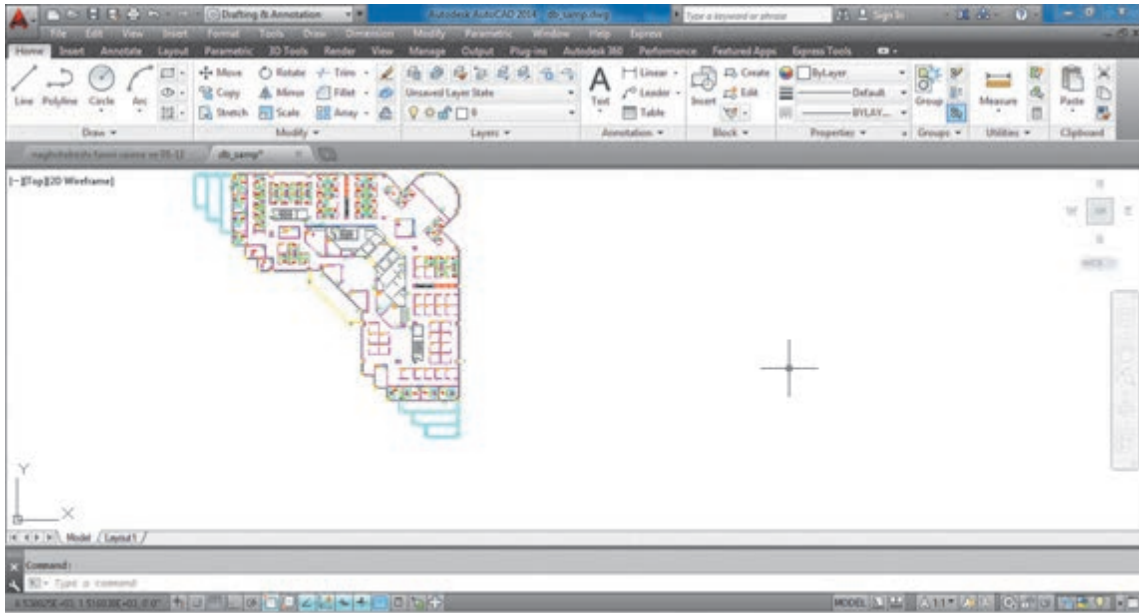 Drafting & Annotation
Autodesk AutoCAD 2014 db_samp.dwg
Type a keyword or phrase
Sign In
File Edit View Insert Format Tools Draw Dimension Modify Parametric Window Help Express
Home Insert Annotate Layout Parametric 3D Tools Render View Manage Output Plug-ins Autodesk 360 Performance Featured Apps Express Tools
Line Polyline Circle Arc
Move Rotate Trim
Copy Mirror Fillet
Stretch Scale Array
Unsaved Layer State
0
Text
Linear
Leader
Table
Insert
Create
Edit
ByLayer
Default
BYLAY...
Group
Measure
Paste
Draw Modify Layers Annotation Block Properties Groups Utilities Clipboard
db_samp*
[-][Top][2D Wireframe]
W
E
Y
X
Model Layout1
Command:
Type a command
MODEL
1:1